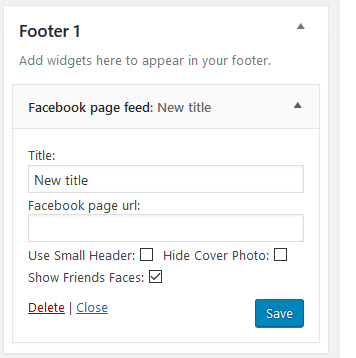 Footer 1
Add widgets here to appear in your footer.
Facebook page feed: New title
Title:
New title
Facebook page url:
Use Small Header: Hide Cover Photo:
Show Friends Faces:
Delete | Close
Save